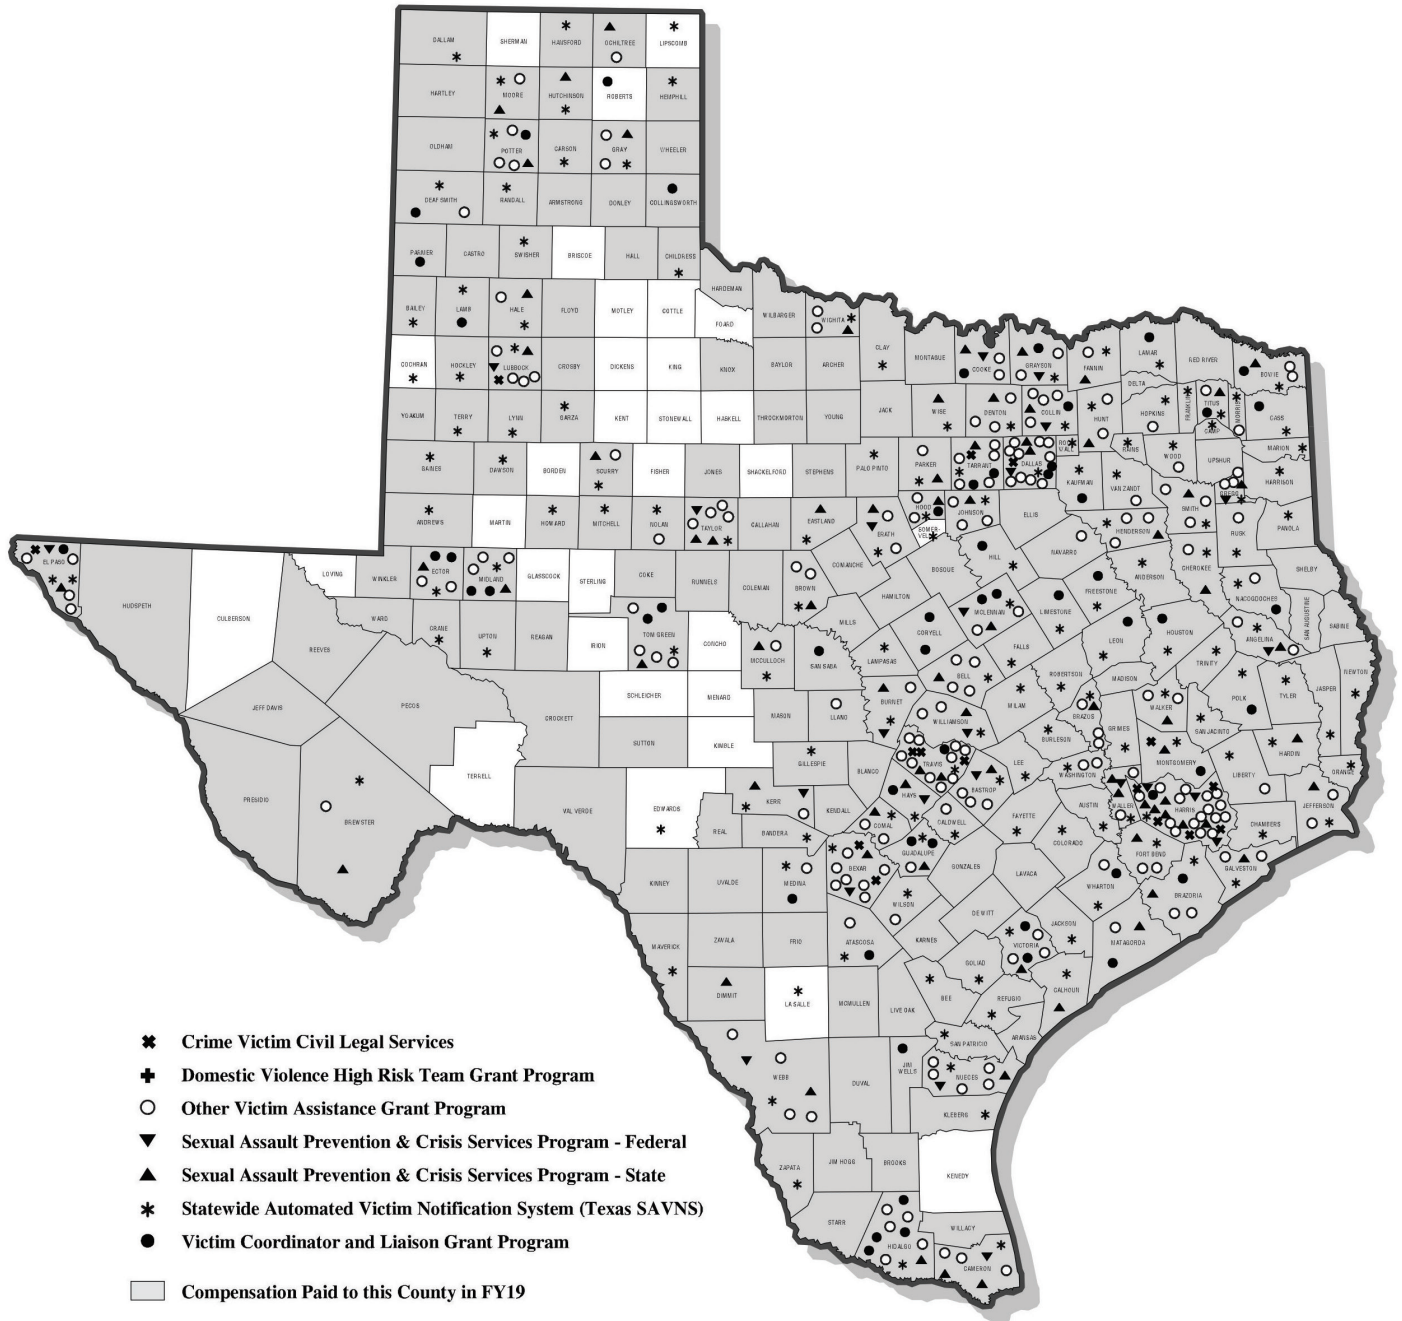 DALLAM
SHERMAN
HANSFORD
OCHILTREE
LIPSCOMB
HARTLEY
MOORE
HUTCHINSON
ROBERTS
HEMPHILL
OLDHAM
POTTER
CARSON
GRAY
WHEELER
DEAF SMITH
RANDALL
ARMSTRONG
DONLEY
COLLINGSWORTH
PARMER
CASTRO
SWISHER
BRISCOE
HALL
CHILDRESS
HARDEMAN
BAILEY
LAMB
HALE
FLOYD
MOTLEY
COTTLE
FOARD
WILBARGER
WICHITA
CLAY
MONTAGUE
COOKE
GRAYSON
FANNIN
LAMAR
RED RIVER
BOWIE
COCHRAN
HOCKLEY
LUBBOCK
CROSBY
DICKENS
KING
KNOX
BAYLOR
ARCHER
DELTA
FRANKLIN
TITUS
MORRIS
CASS
YOAKUM
TERRY
LYNN
GARZA
KENT
STONEWALL
HASKELL
THROCKMORTON
YOUNG
JACK
WISE
DENTON
COLLIN
HUNT
HOPKINS
CAMP
MARION
GAINES
DAWSON
BORDEN
SCURRY
FISHER
JONES
SHACKELFORD
STEPHENS
PALO PINTO
PARKER
TARRANT
DALLAS
ROCK
WALL
RAINS
WOOD
UPSHUR
HARRISON
KAUFMAN
VAN ZANDT
GREGG
ANDREWS
MARTIN
HOWARD
MITCHELL
NOLAN
TAYLOR
CALLAHAN
EASTLAND
ERATH
HOOD
SOMER-
VELL
JOHNSON
ELLIS
HENDERSON
SMITH
RUSK
PANOLA
EL PASO
HUDSPETH
CULBERSON
LOVING
WINKLER
ECTOR
MIDLAND
GLASSCOCK
STERLING
COKE
RUNNELS
COLEMAN
BROWN
COMANCHE
BOSQUE
HILL
NAVARRO
ANDERSON
CHEROKEE
SHELBY
HAMILTON
FREESTONE
NACOGDOCHES
SAN AUGUSTINE
SABINE
REEVES
WARD
CRANE
UPTON
REAGAN
IRION
TOM GREEN
CONCHO
MCCULLOCH
SAN SABA
MILLS
CORYELL
MCLENNAN
LIMESTONE
LEON
HOUSTON
ANGELINA
LAMPASAS
FALLS
TRINITY
JEFF DAVIS
PECOS
CROCKETT
SCHLEICHER
MENARD
MASON
LLANO
BURNET
BELL
MILAM
ROBERTSON
MADISON
WALKER
POLK
TYLER
JASPER
NEWTON
SUTTON
KIMBLE
GILLESPIE
BLANCO
WILLIAMSON
BURLESON
BRAZOS
GRIMES
SAN JACINTO
HARDIN
ORANGE
PRESIDIO
BREWSTER
TERRELL
VAL VERDE
EDWARDS
REAL
KERR
BANDERA
KENDALL
TRAVIS
HAYS
BASTROP
LEE
WASHINGTON
AUSTIN
WALLER
MONTGOMERY
LIBERTY
HARRIS
JEFFERSON
CHAMBERS
COMAL
CALDWELL
FAYETTE
COLORADO
FORT BEND
GALVESTON
KINNEY
UVALDE
MEDINA
BEXAR
GUADALUPE
GONZALES
LAVACA
WHARTON
BRAZORIA
WILSON
DE WITT
JACKSON
MATAGORDA
MAVERICK
ZAVALA
FRIO
ATASCOSA
KARNES
VICTORIA
GOLIAD
CALHOUN
DIMMIT
LA SALLE
MCMULLEN
LIVE OAK
BEE
REFUGIO
ARANSAS
SAN PATRICIO
WEBB
DUVAL
JIM
WELLS
NUECES
KLEBERG
ZAPATA
JIM HOGG
BROOKS
KENEDY
STARR
HIDALGO
WILLACY
CAMERON
Crime Victim Civil Legal Services
Domestic Violence High Risk Team Grant Program
Other Victim Assistance Grant Program
Sexual Assault Prevention & Crisis Services Program - Federal
Sexual Assault Prevention & Crisis Services Program - State
Statewide Automated Victim Notification System (Texas SAVNS)
Victim Coordinator and Liaison Grant Program
Compensation Paid to this County in FY19